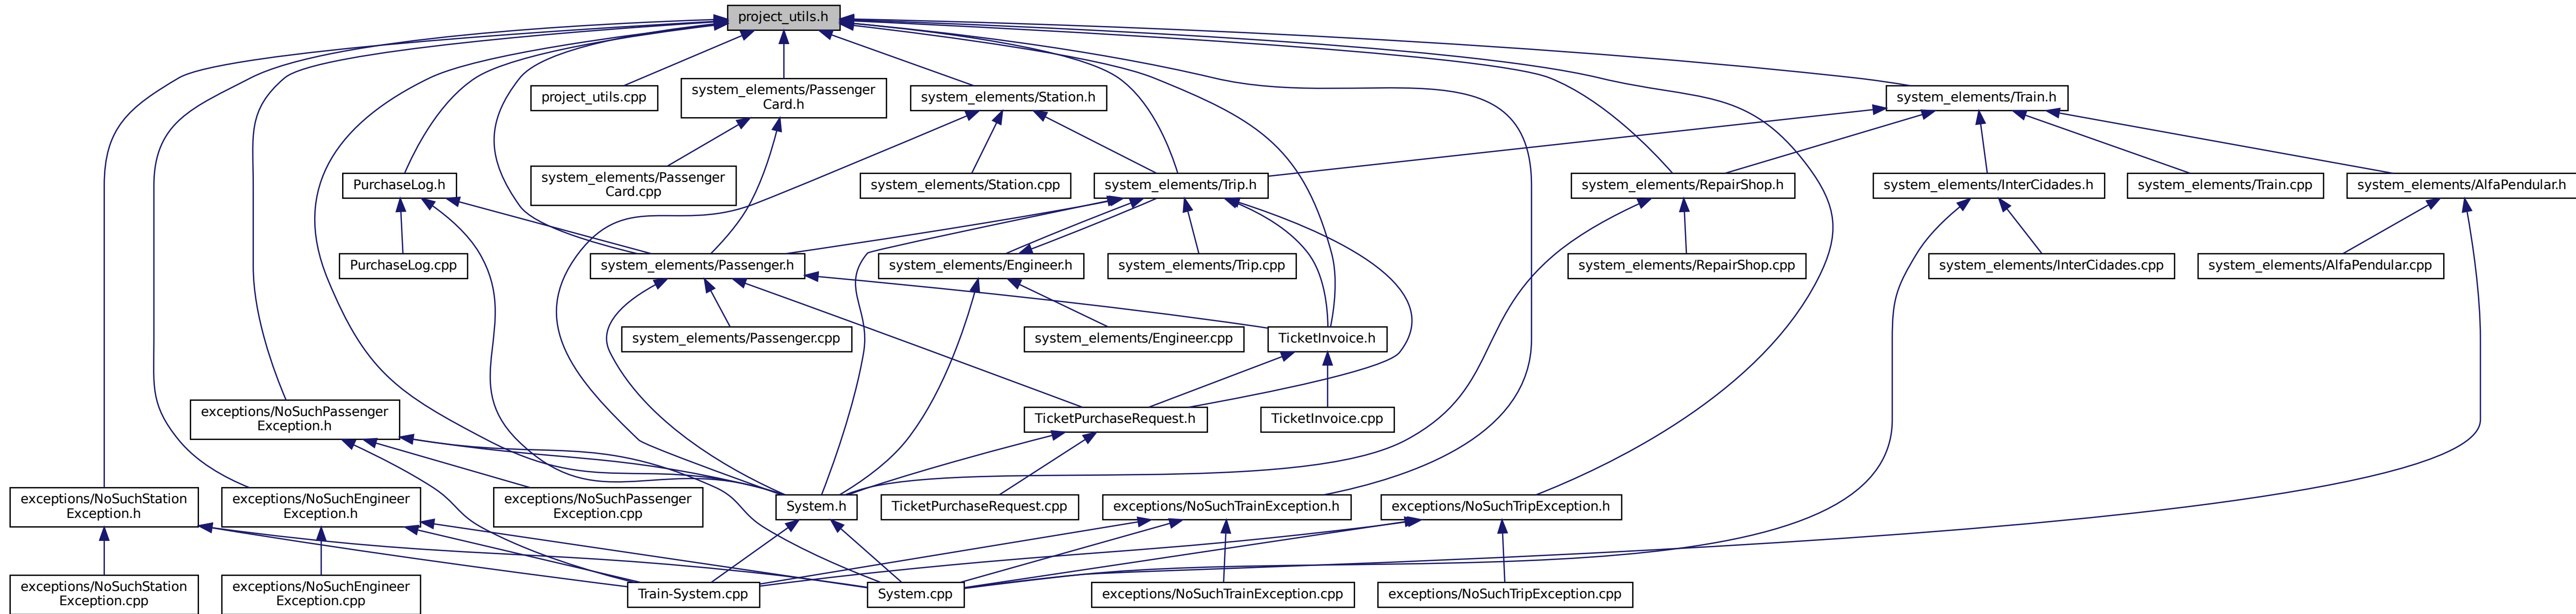 project_utils.h
project_utils.cpp
system_elements/Passenger
Card.h
system_elements/Station.h
system_elements/Train.h
PurchaseLog.h
system_elements/Passenger
Card.cpp
system_elements/Station.cpp
system_elements/Trip.h
system_elements/RepairShop.h
system_elements/InterCidades.h
system_elements/Train.cpp
system_elements/AlfaPendular.h
PurchaseLog.cpp
system_elements/Passenger.h
system_elements/Engineer.h
system_elements/Trip.cpp
system_elements/RepairShop.cpp
system_elements/InterCidades.cpp
system_elements/AlfaPendular.cpp
system_elements/Passenger.cpp
system_elements/Engineer.cpp
TicketInvoice.h
exceptions/NoSuchPassenger
Exception.h
TicketPurchaseRequest.h
TicketInvoice.cpp
exceptions/NoSuchStation
Exception.h
exceptions/NoSuchEngineer
Exception.h
exceptions/NoSuchPassenger
Exception.cpp
System.h
TicketPurchaseRequest.cpp
exceptions/NoSuchTrainException.h
exceptions/NoSuchTripException.h
exceptions/NoSuchStation
Exception.cpp
exceptions/NoSuchEngineer
Exception.cpp
Train-System.cpp
System.cpp
exceptions/NoSuchTrainException.cpp
exceptions/NoSuchTripException.cpp